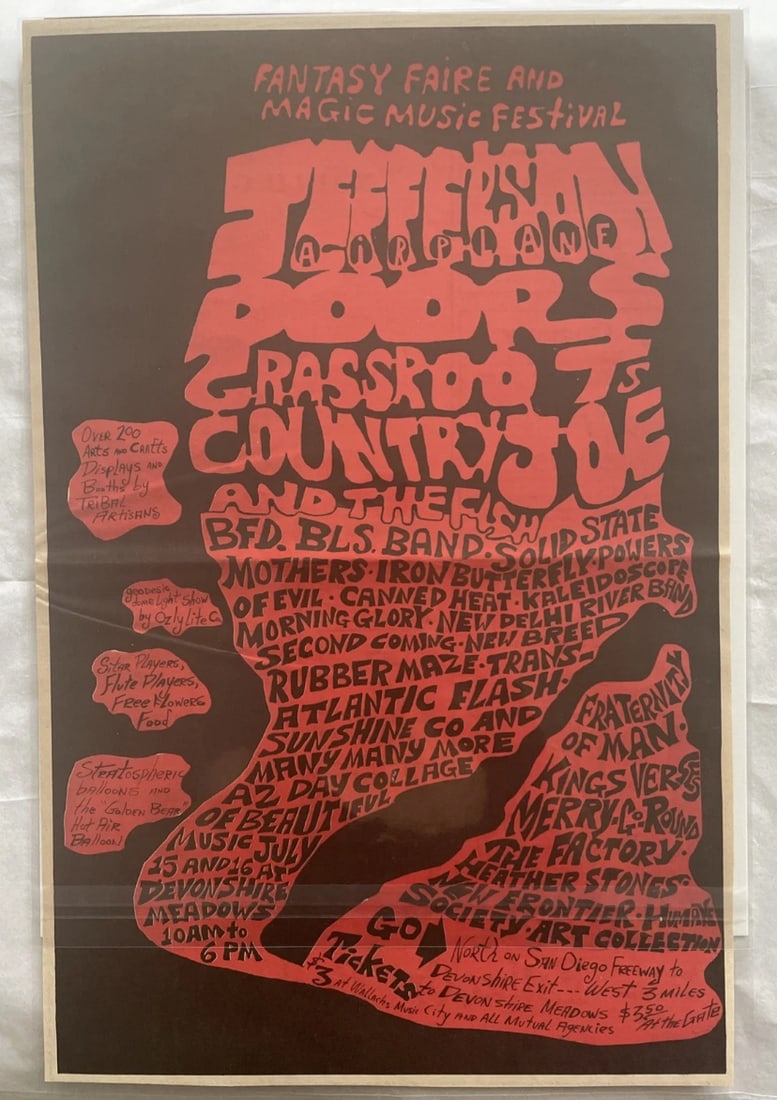 FANTASY FAIRE AND
MAGIC MUSIC FESTIVAL
JEFFERSON
AIRPLANE
DOORS
GRASSROOTS
COUNTRY JOE
AND THE FISH
BFD. BLS. BAND · SOLID STATE
MOTHERS · IRON BUTTERFLY · POWERS
OF EVIL · CANNED HEAT · KALEIDOSCOPE
MORNING GLORY · NEW DELHI RIVER BAND
SECOND COMING · NEW BREED
RUBBER MAZE · TRANS-
ATLANTIC FLASH ·
SUNSHINE CO AND
MANY MANY MORE
A 2 DAY COLLAGE
OF BEAUTIFUL
MUSIC JULY
15 AND 16 AT
DEVONSHIRE
MEADOWS
10AM to
6 PM
FRATERNITY
OF MAN ·
KINGS VERSES
MERRY-Go-ROUND
THE FACTORY ·
HEATHER STONES ·
NEW FRONTIER · HUMANE
SOCIETY · ART COLLECTION
GO North on San Diego Freeway to
Devonshire Exit --- West 3 miles
to Devonshire Meadows $3.50
At the Gate
TICKETS
$3 at Wallachs Music City and All Mutual Agencies
Over 200
Arts and Crafts
Displays and
Booths by
TRIBAL
ARTISANS
geodesic
dome Light Show
by Ozly Lite Co.
Sitar Players,
Flute Players,
Free Flowers
Food
Stratospheric
balloons and
the "Golden Bear"
Hot Air
Balloon!